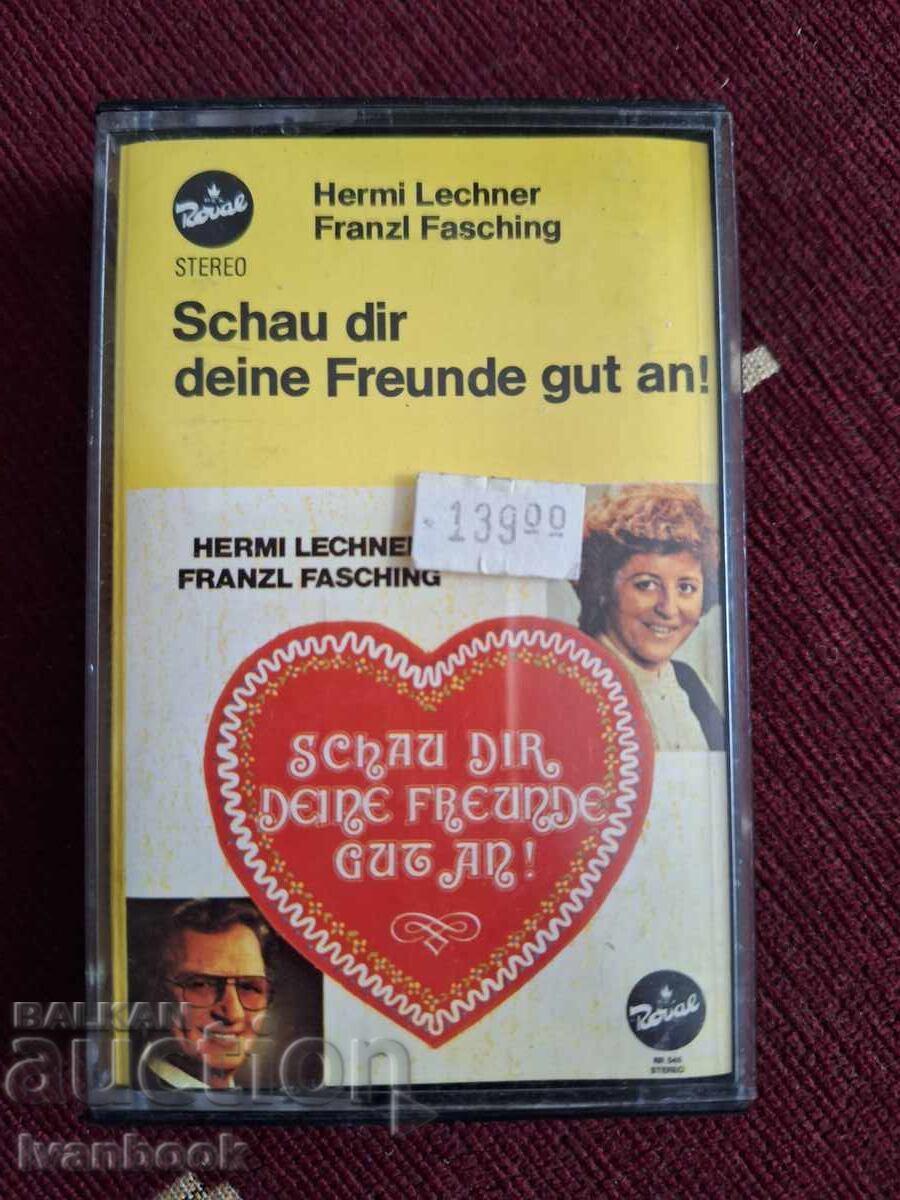 Royal
STEREO
Hermi Lechner
Franzl Fasching
Schau dir
deine Freunde gut an!
13900
HERMI LECHNER
FRANZL FASCHING
SCHAU DIR
DEINE FREUNDE
GUT AN!
Royal
STEREO
BALKAN
auction
Ivanbook